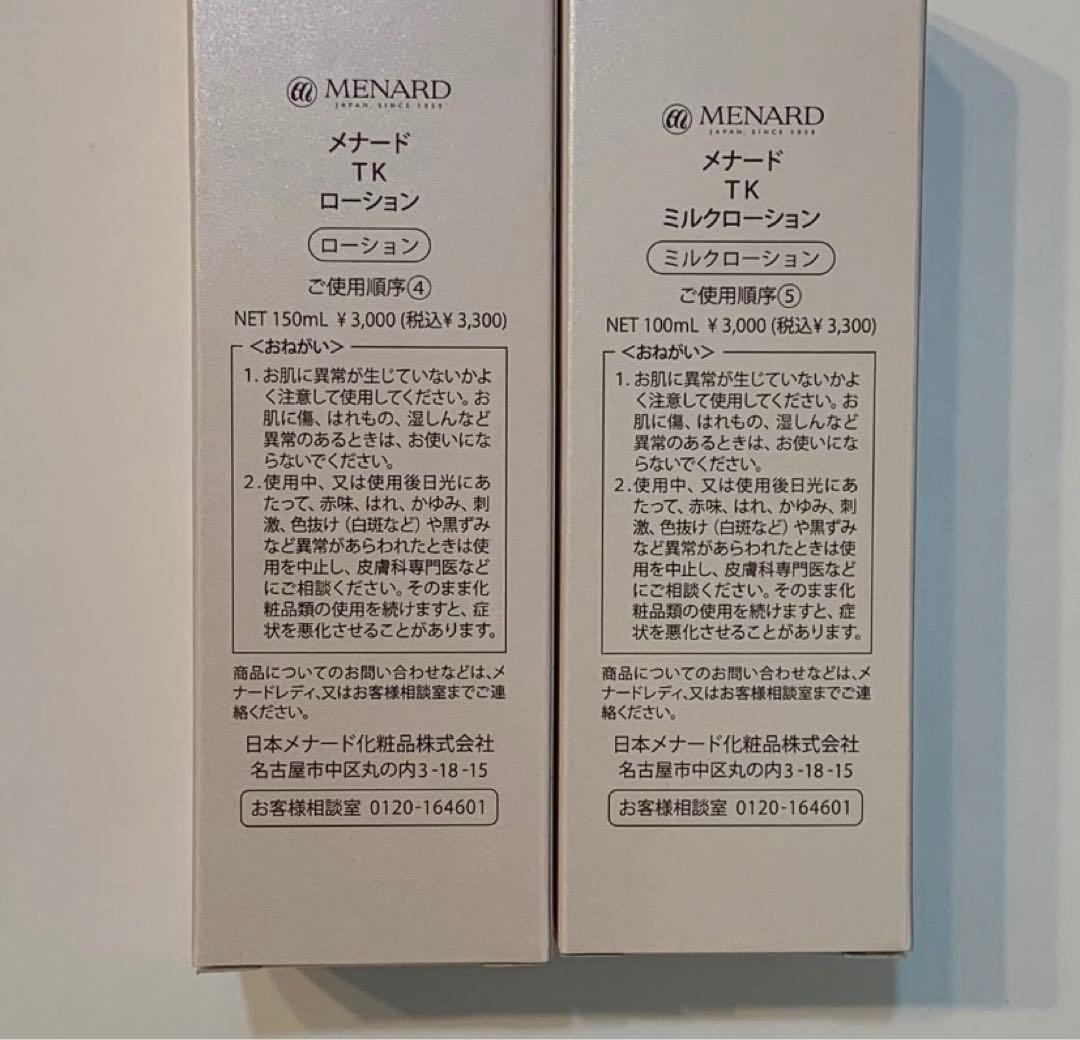 MENARD
JAPAN, SINCE 1959
メナード
TK
ローション
ローション
ご使用順序④
NET 150mL ¥3,000 (税込¥3,300)
<おねがい>
1. お肌に異常が生じていないかよ
く注意して使用してください。お
肌に傷、はれもの、湿しんなど
異常のあるときは、お使いにな
らないでください。
2. 使用中、又は使用後日光にあ
たって、赤味、はれ、かゆみ、刺
激、色抜け(白斑など)や黒ずみ
など異常があらわれたときは使
用を中止し、皮膚科専門医など
にご相談ください。そのまま化
粧品類の使用を続けますと、症
状を悪化させることがあります。
商品についてのお問い合わせなどは、メ
ナードレディ、又はお客様相談室までご連
絡ください。
日本メナード化粧品株式会社
名古屋市中区丸の内3-18-15
お客様相談室 0120-164601
MENARD
JAPAN, SINCE 1959
メナード
TK
ミルクローション
ミルクローション
ご使用順序⑤
NET 100mL ¥3,000 (税込¥3,300)
<おねがい>
1. お肌に異常が生じていないかよ
く注意して使用してください。お
肌に傷、はれもの、湿しんなど
異常のあるときは、お使いにな
らないでください。
2. 使用中、又は使用後日光にあ
たって、赤味、はれ、かゆみ、刺
激、色抜け(白斑など)や黒ずみ
など異常があらわれたときは使
用を中止し、皮膚科専門医など
にご相談ください。そのまま化
粧品類の使用を続けますと、症
状を悪化させることがあります。
商品についてのお問い合わせなどは、メ
ナードレディ、又はお客様相談室までご連
絡ください。
日本メナード化粧品株式会社
名古屋市中区丸の内3-18-15
お客様相談室 0120-164601